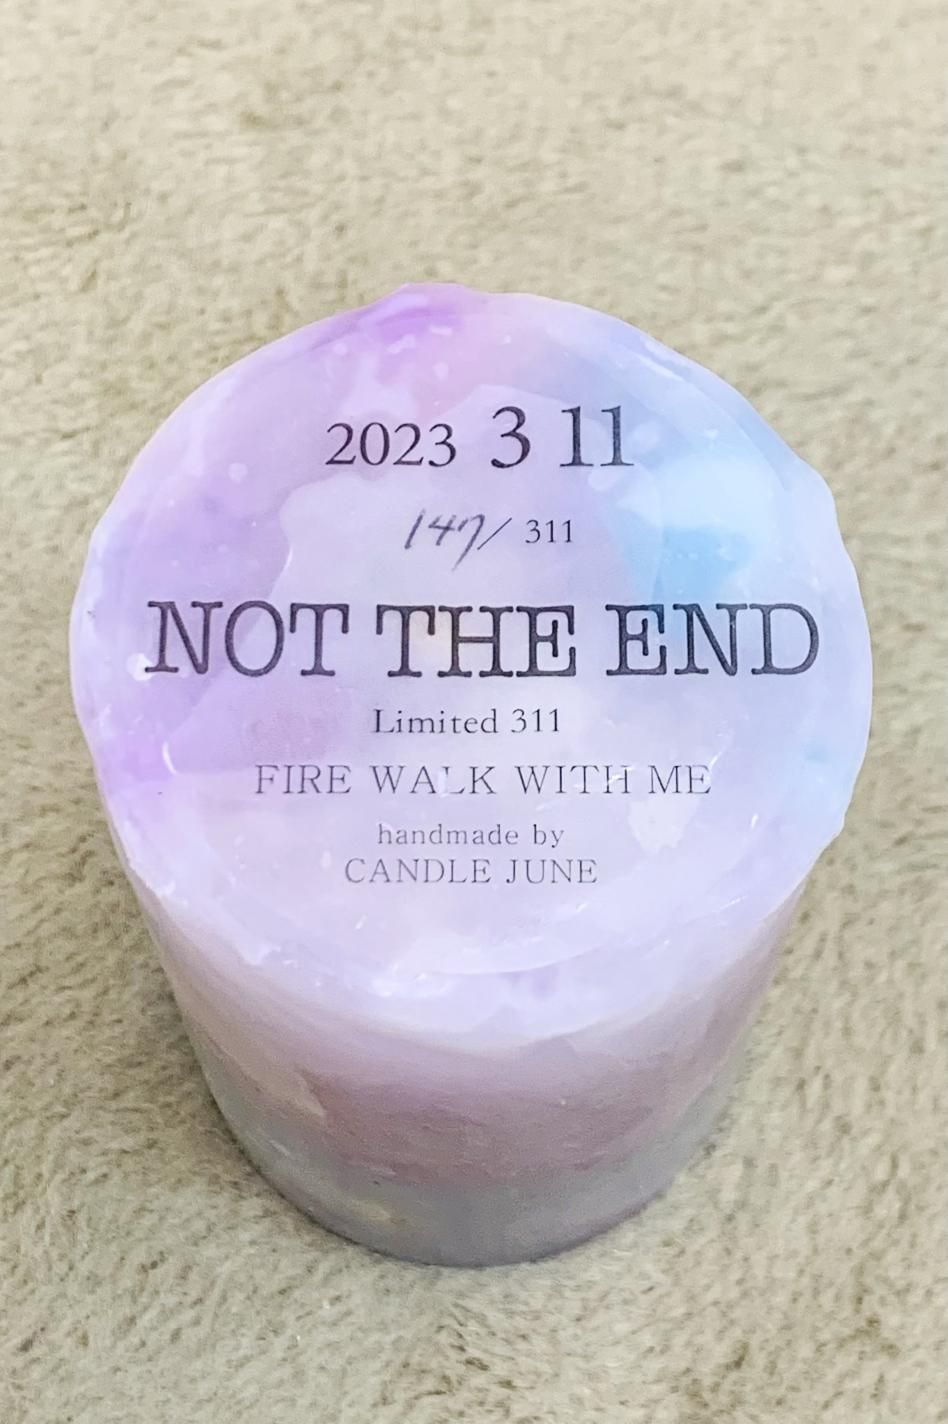 2023 3 11
147/ 311
NOT THE END
Limited 311
FIRE WALK WITH ME
handmade by
CANDLE JUNE